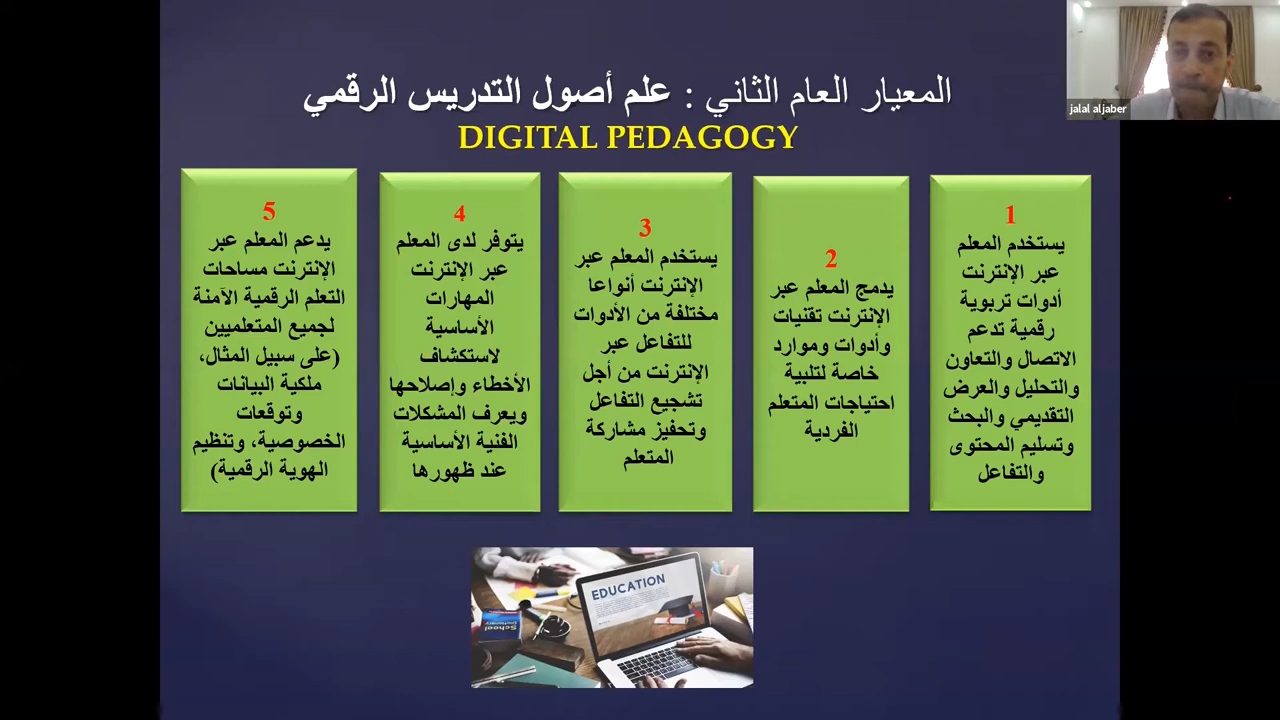 المعيار العام الثاني : علم أصول التدريس الرقمي
DIGITAL PEDAGOGY
jalal aljaber
1
يستخدم المعلم
عبر الإنترنت
أدوات تربوية
رقمية تدعم
الاتصال والتعاون
والتحليل والعرض
التقديمي والبحث
وتسليم المحتوى
والتفاعل
2
يدمج المعلم عبر
الإنترنت تقنيات
وأدوات وموارد
خاصة لتلبية
احتياجات المتعلم
الفردية
3
يستخدم المعلم عبر
الإنترنت أنواعا
مختلفة من الأدوات
للتفاعل عبر
الإنترنت من أجل
تشجيع التفاعل
وتحفيز مشاركة
المتعلم
4
يتوفر لدى المعلم
عبر الإنترنت
المهارات
الأساسية
لاستكشاف
الأخطاء وإصلاحها
ويعرف المشكلات
الفنية الأساسية
عند ظهورها
5
يدعم المعلم عبر
الإنترنت مساحات
التعلم الرقمية الآمنة
لجميع المتعلميين
(على سبيل المثال،
ملكية البيانات
وتوقعات
الخصوصية، وتنظيم
الهوية الرقمية)
EDUCATION
School
Dictionary